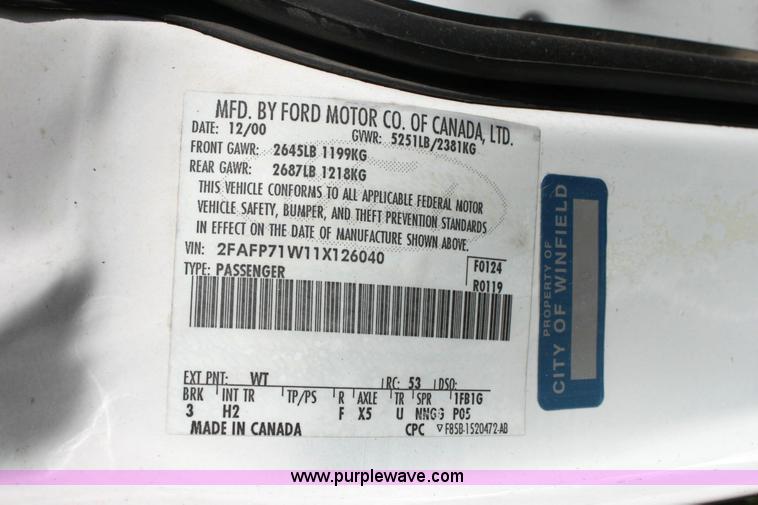 MFD. BY FORD MOTOR CO. OF CANADA, LTD.
DATE: 12/00 GVWR: 5251LB/2381KG
FRONT GAWR: 2645LB 1199KG
REAR GAWR: 2687LB 1218KG
THIS VEHICLE CONFORMS TO ALL APPLICABLE FEDERAL MOTOR
VEHICLE SAFETY, BUMPER, AND THEFT PREVENTION STANDARDS
IN EFFECT ON THE DATE OF MANUFACTURE SHOWN ABOVE.
VIN: 2FAFP71W11X126040 F0124
TYPE: PASSENGER R0119
EXT PNT: WT RC: 53 DSO:
BRK INT TR TP/PS R AXLE TR SPR 1FB1G
3 H2 F X5 U NNGG P05
MADE IN CANADA CPC F85B-1520472-AB
PROPERTY OF
CITY OF WINFIELD
www.purplewave.com